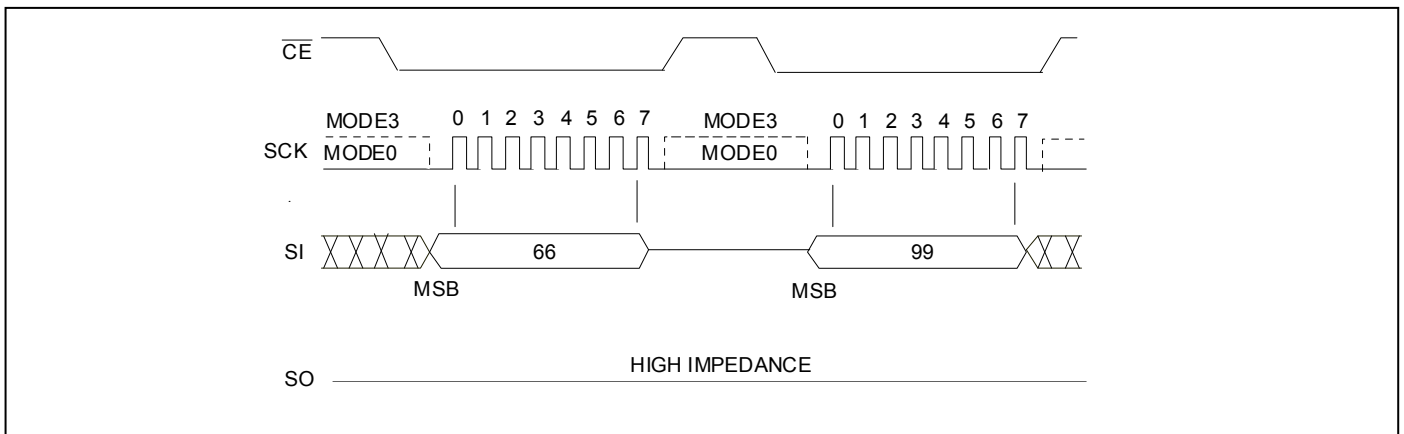 CE
MODE3 0 1 2 3 4 5 6 7 MODE3 0 1 2 3 4 5 6 7
SCK MODE0 MODE0
SI 66 99
MSB MSB
HIGH IMPEDANCE
SO